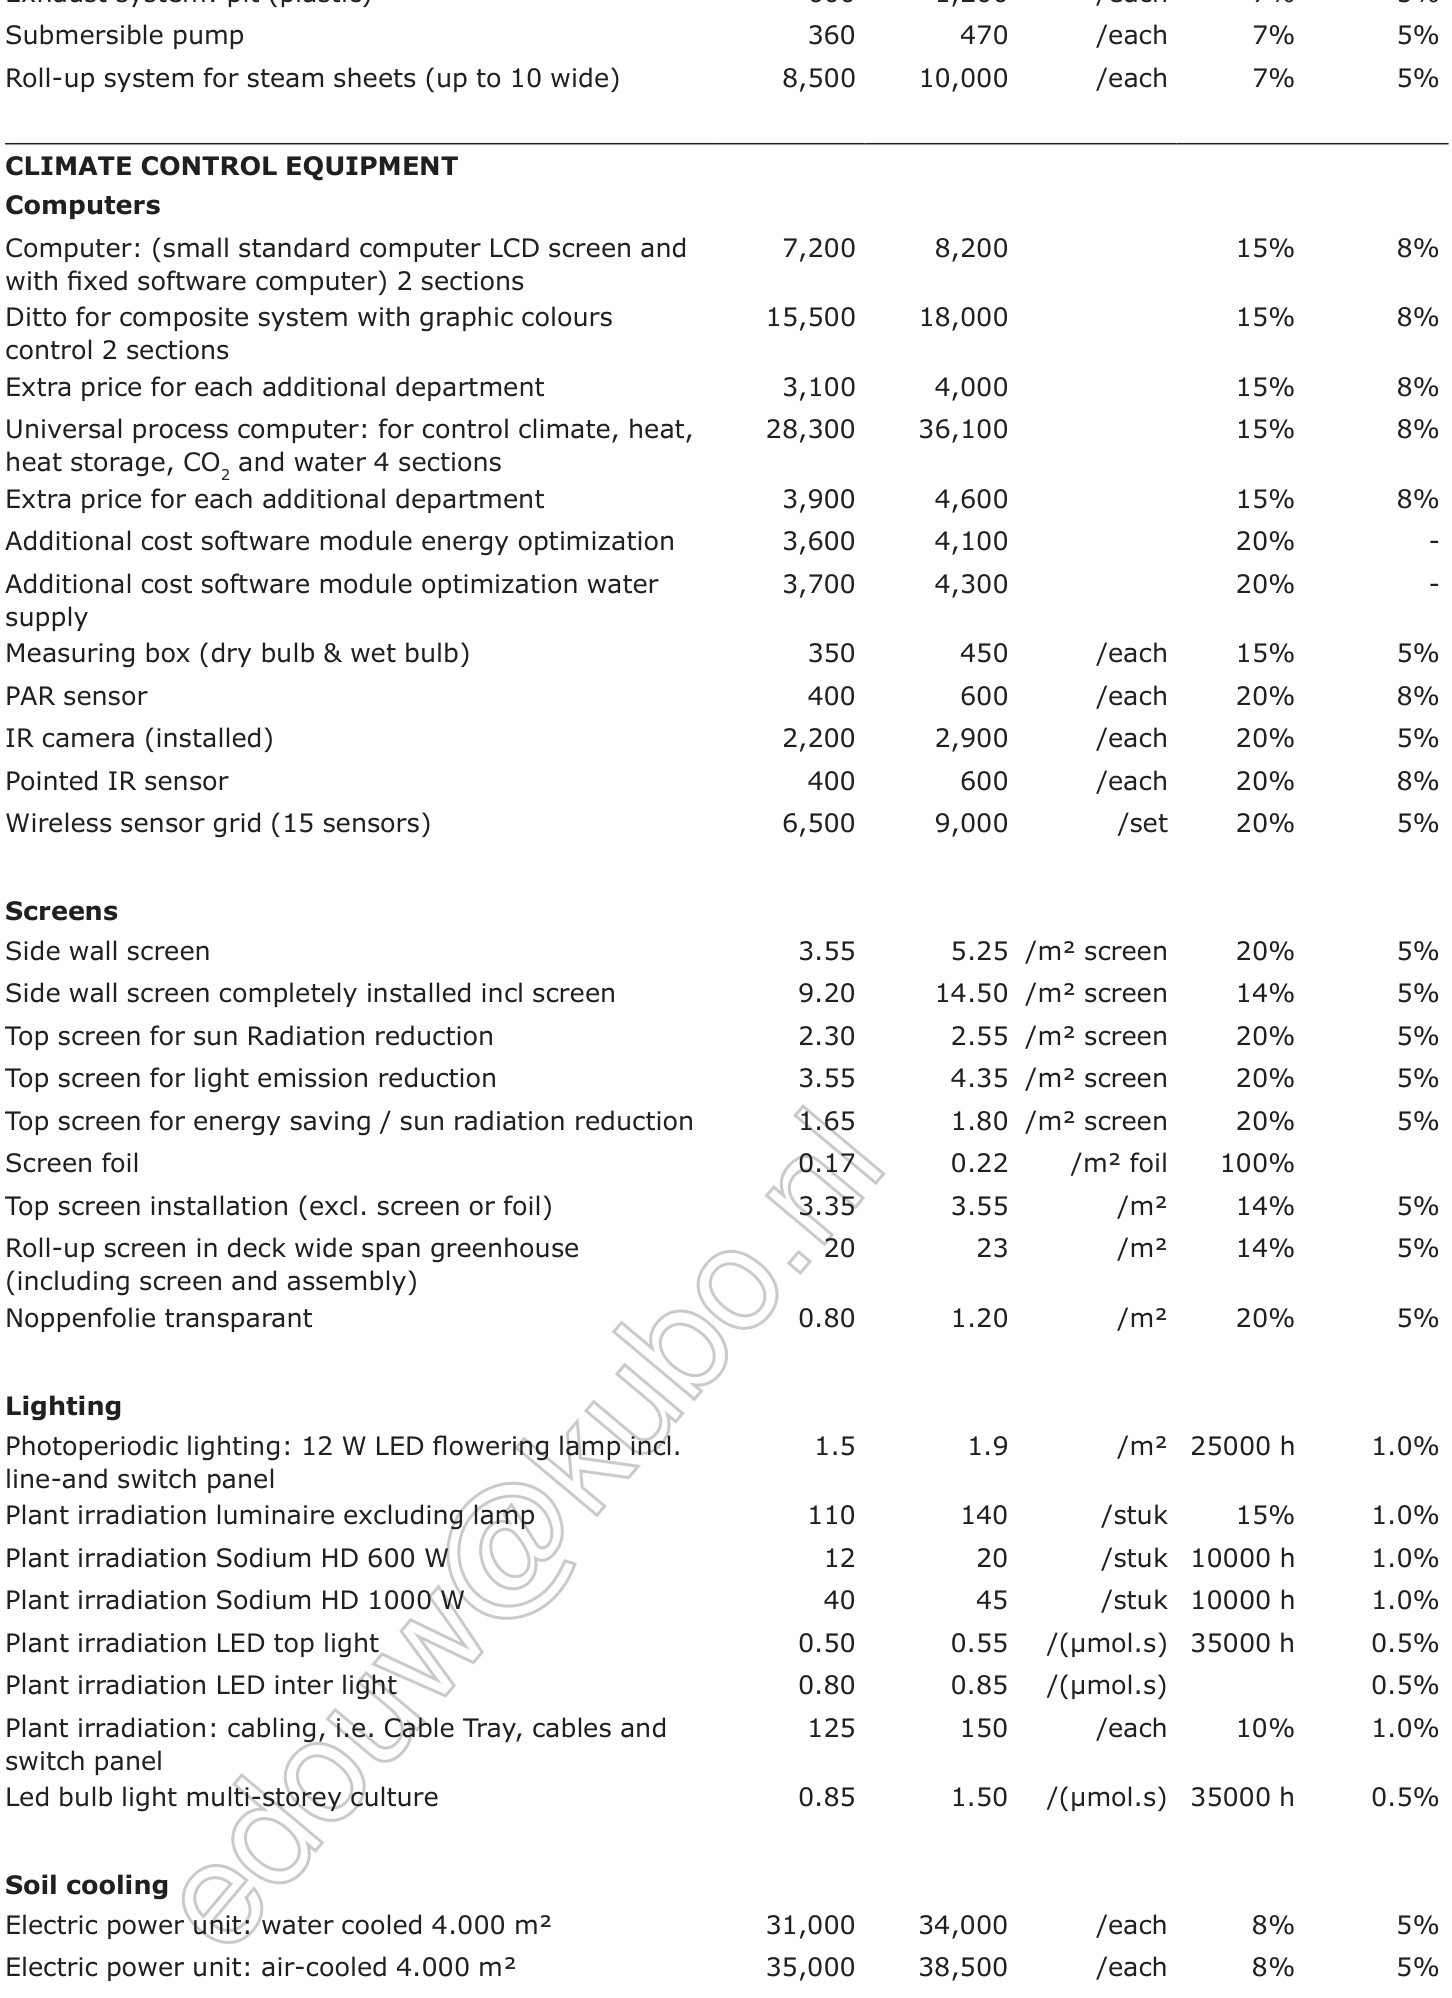 Exhaust system: pit (plastic) 600 1,200 /each 7% 5%
Submersible pump 360 470 /each 7% 5%
Roll-up system for steam sheets (up to 10 wide) 8,500 10,000 /each 7% 5%
CLIMATE CONTROL EQUIPMENT
Computers
Computer: (small standard computer LCD screen and 7,200 8,200 15% 8%
with fixed software computer) 2 sections
Ditto for composite system with graphic colours 15,500 18,000 15% 8%
control 2 sections
Extra price for each additional department 3,100 4,000 15% 8%
Universal process computer: for control climate, heat, 28,300 36,100 15% 8%
heat storage, CO₂ and water 4 sections
Extra price for each additional department 3,900 4,600 15% 8%
Additional cost software module energy optimization 3,600 4,100 20% -
Additional cost software module optimization water 3,700 4,300 20% -
supply
Measuring box (dry bulb & wet bulb) 350 450 /each 15% 5%
PAR sensor 400 600 /each 20% 8%
IR camera (installed) 2,200 2,900 /each 20% 5%
Pointed IR sensor 400 600 /each 20% 8%
Wireless sensor grid (15 sensors) 6,500 9,000 /set 20% 5%
Screens
Side wall screen 3.55 5.25 /m² screen 20% 5%
Side wall screen completely installed incl screen 9.20 14.50 /m² screen 14% 5%
Top screen for sun Radiation reduction 2.30 2.55 /m² screen 20% 5%
Top screen for light emission reduction 3.55 4.35 /m² screen 20% 5%
Top screen for energy saving / sun radiation reduction 1.65 1.80 /m² screen 20% 5%
Screen foil 0.17 0.22 /m² foil 100%
Top screen installation (excl. screen or foil) 3.35 3.55 /m² 14% 5%
Roll-up screen in deck wide span greenhouse 20 23 /m² 14% 5%
(including screen and assembly)
Noppenfolie transparant 0.80 1.20 /m² 20% 5%
Lighting
Photoperiodic lighting: 12 W LED flowering lamp incl. 1.5 1.9 /m² 25000 h 1.0%
line-and switch panel
Plant irradiation luminaire excluding lamp 110 140 /stuk 15% 1.0%
Plant irradiation Sodium HD 600 W 12 20 /stuk 10000 h 1.0%
Plant irradiation Sodium HD 1000 W 40 45 /stuk 10000 h 1.0%
Plant irradiation LED top light 0.50 0.55 /(µmol.s) 35000 h 0.5%
Plant irradiation LED inter light 0.80 0.85 /(µmol.s) 0.5%
Plant irradiation: cabling, i.e. Cable Tray, cables and 125 150 /each 10% 1.0%
switch panel
Led bulb light multi-storey culture 0.85 1.50 /(µmol.s) 35000 h 0.5%
Soil cooling
Electric power unit: water cooled 4.000 m² 31,000 34,000 /each 8% 5%
Electric power unit: air-cooled 4.000 m² 35,000 38,500 /each 8% 5%
edouw@kubo.nl